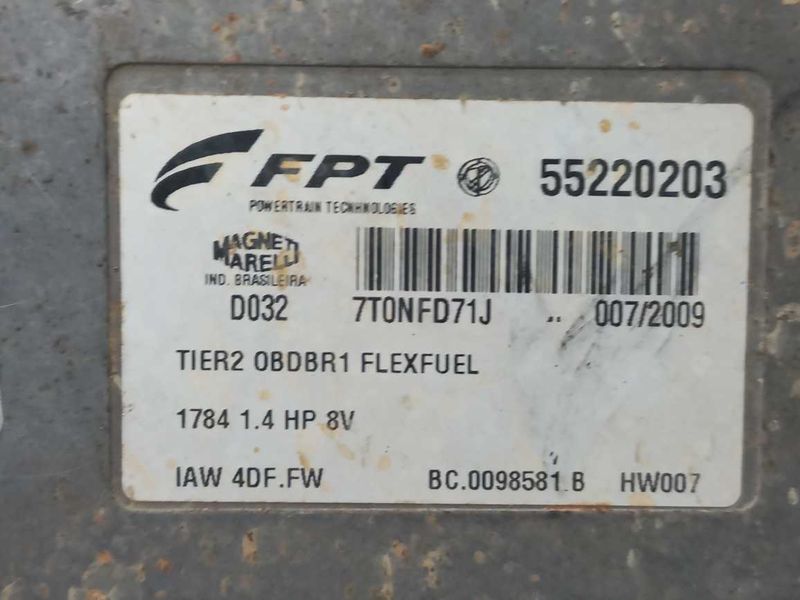 FPT 55220203
POWERTRAIN TECNHNOLOGIES
MAGNETI
MARELLI
IND. BRASILEIRA
D032 7T0NFD71J .. 007/2009
TIER2 OBDBR1 FLEXFUEL
1784 1.4 HP 8V
IAW 4DF.FW BC.0098581.B HW007